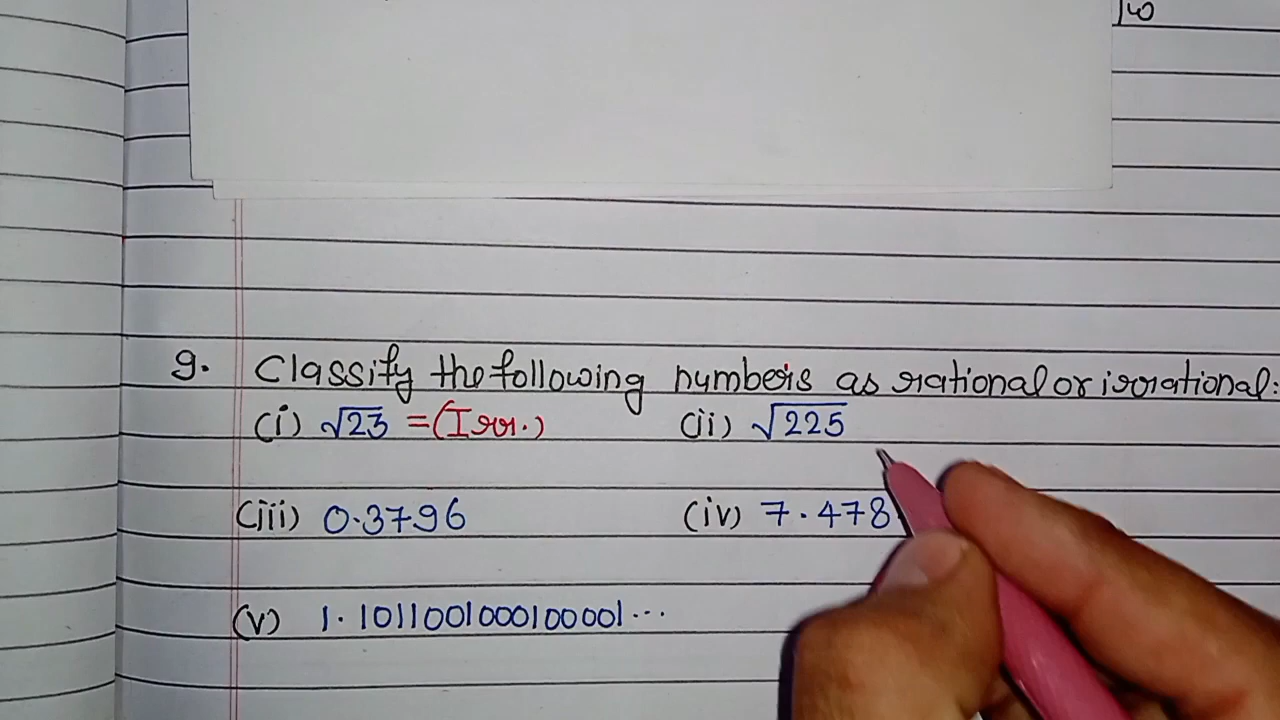 9. Classify the following numbers as rational or irrational:
(i) √23 = (Irr.) (ii) √225
(iii) 0.3796 (iv) 7.478
(v) 1.1011001000100001...